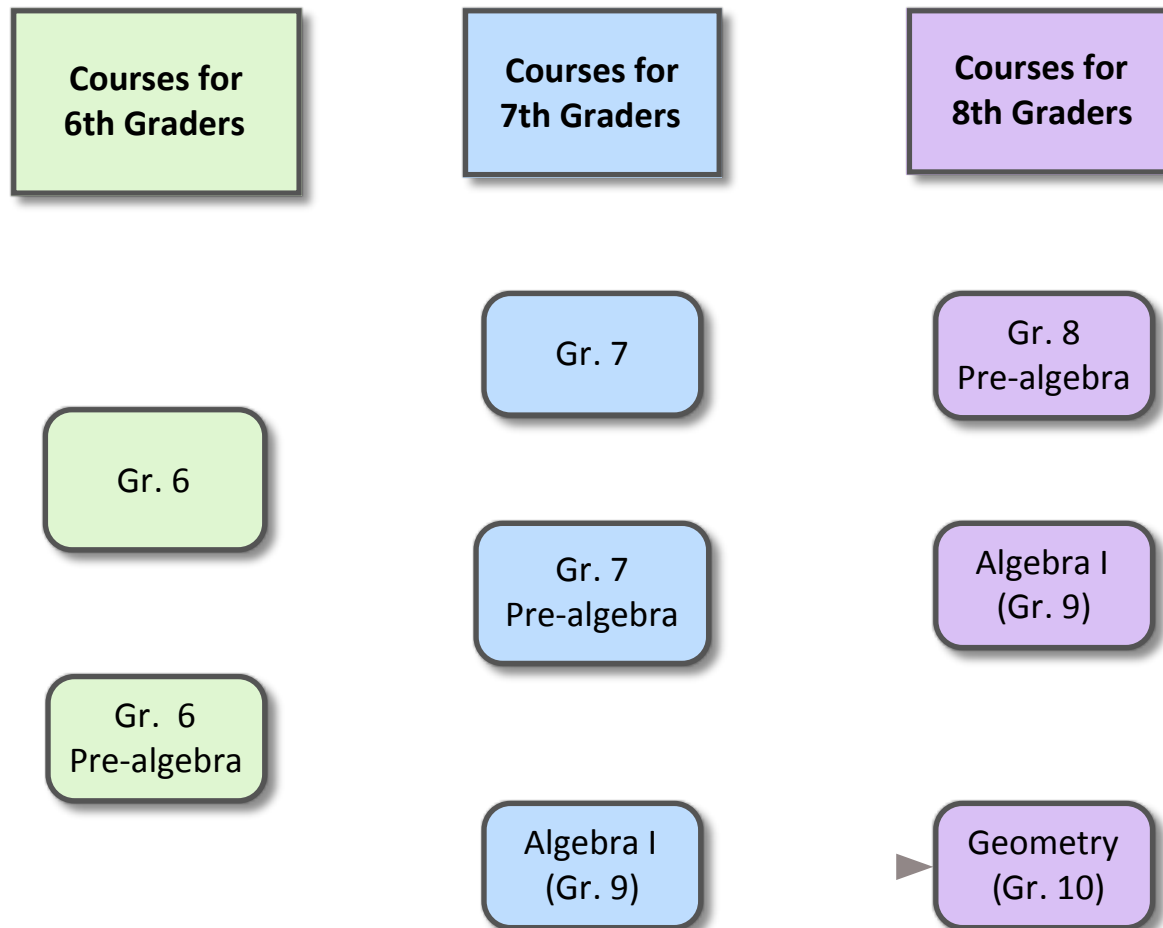 Courses for
6th Graders
Courses for
7th Graders
Courses for
8th Graders
Gr. 6
Gr.  6
Pre-algebra
Gr. 7
Gr. 7
Pre-algebra
Algebra I
(Gr. 9)
Gr. 8
Pre-algebra
Algebra I
(Gr. 9)
Geometry
(Gr. 10)